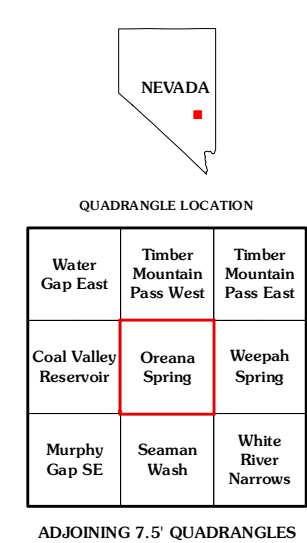 NEVADA
QUADRANGLE LOCATION
Water
Gap East
Timber
Mountain
Pass West
Timber
Mountain
Pass East
Coal Valley
Reservoir
Oreana
Spring
Weepah
Spring
Murphy
Gap SE
Seaman
Wash
White
River
Narrows
ADJOINING 7.5' QUADRANGLES